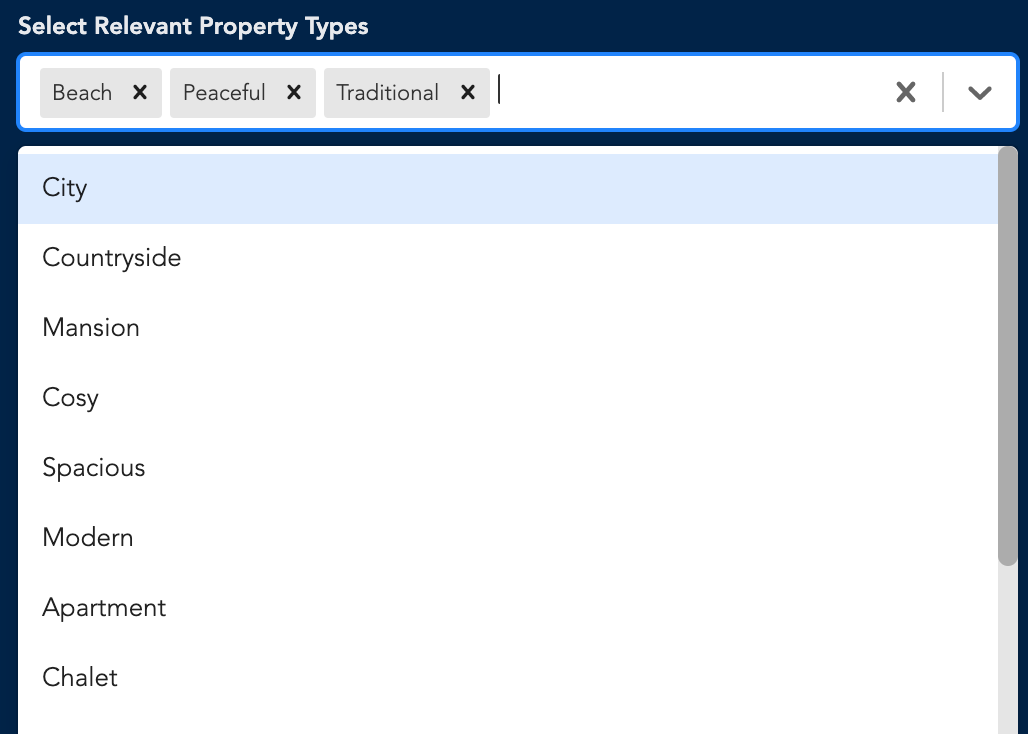 Select Relevant Property Types
Beach Peaceful Traditional
City
Countryside
Mansion
Cosy
Spacious
Modern
Apartment
Chalet